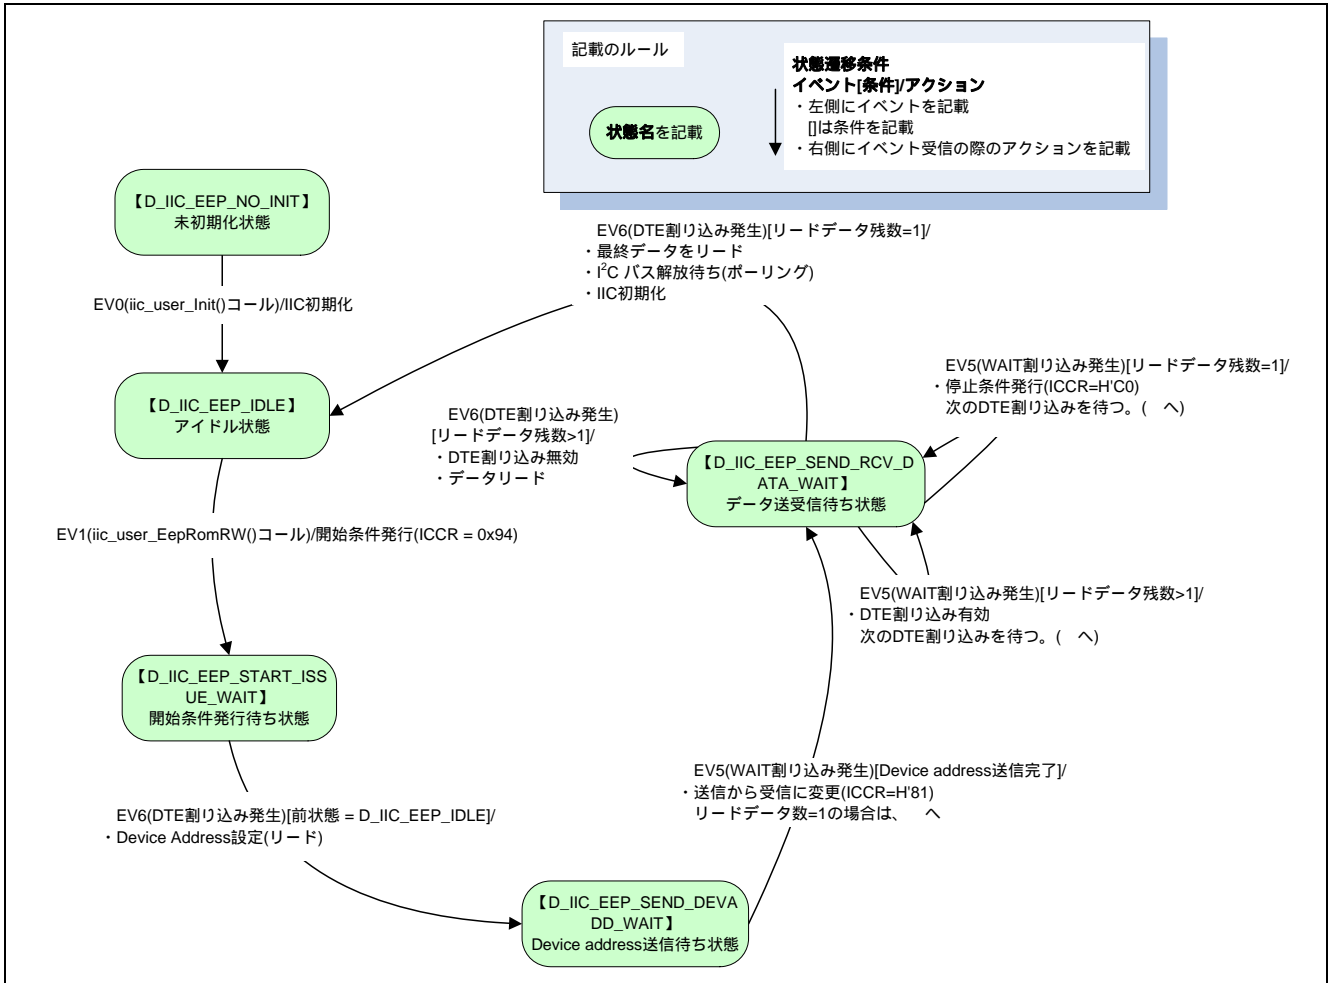 記載のルール
状態名を記載
状態遷移条件
イベント[条件]/アクション
・左側にイベントを記載
[]は条件を記載
・右側にイベント受信の際のアクションを記載
【D_IIC_EEP_NO_INIT】
未初期化状態
EV0(iic_user_Init()コール)/IIC初期化
EV6(DTE割り込み発生)[リードデータ残数=1]/
・最終データをリード
・I²C バス解放待ち(ポーリング)
・IIC初期化
【D_IIC_EEP_IDLE】
アイドル状態
EV6(DTE割り込み発生)
[リードデータ残数>1]/
・DTE割り込み無効
・データリード
EV5(WAIT割り込み発生)[リードデータ残数=1]/
・停止条件発行(ICCR=H'C0)
次のDTE割り込みを待つ。(　へ)
【D_IIC_EEP_SEND_RCV_D
ATA_WAIT】
データ送受信待ち状態
EV1(iic_user_EepRomRW()コール)/開始条件発行(ICCR = 0x94)
EV5(WAIT割り込み発生)[リードデータ残数>1]/
・DTE割り込み有効
次のDTE割り込みを待つ。(　へ)
【D_IIC_EEP_START_ISS
UE_WAIT】
開始条件発行待ち状態
EV5(WAIT割り込み発生)[Device address送信完了]/
・送信から受信に変更(ICCR=H'81)
リードデータ数=1の場合は、　へ
EV6(DTE割り込み発生)[前状態 = D_IIC_EEP_IDLE]/
・Device Address設定(リード)
【D_IIC_EEP_SEND_DEVA
DD_WAIT】
Device address送信待ち状態